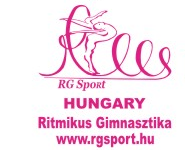 RG Sport
HUNGARY
Ritmikus Gimnasztika
www.rgsport.hu